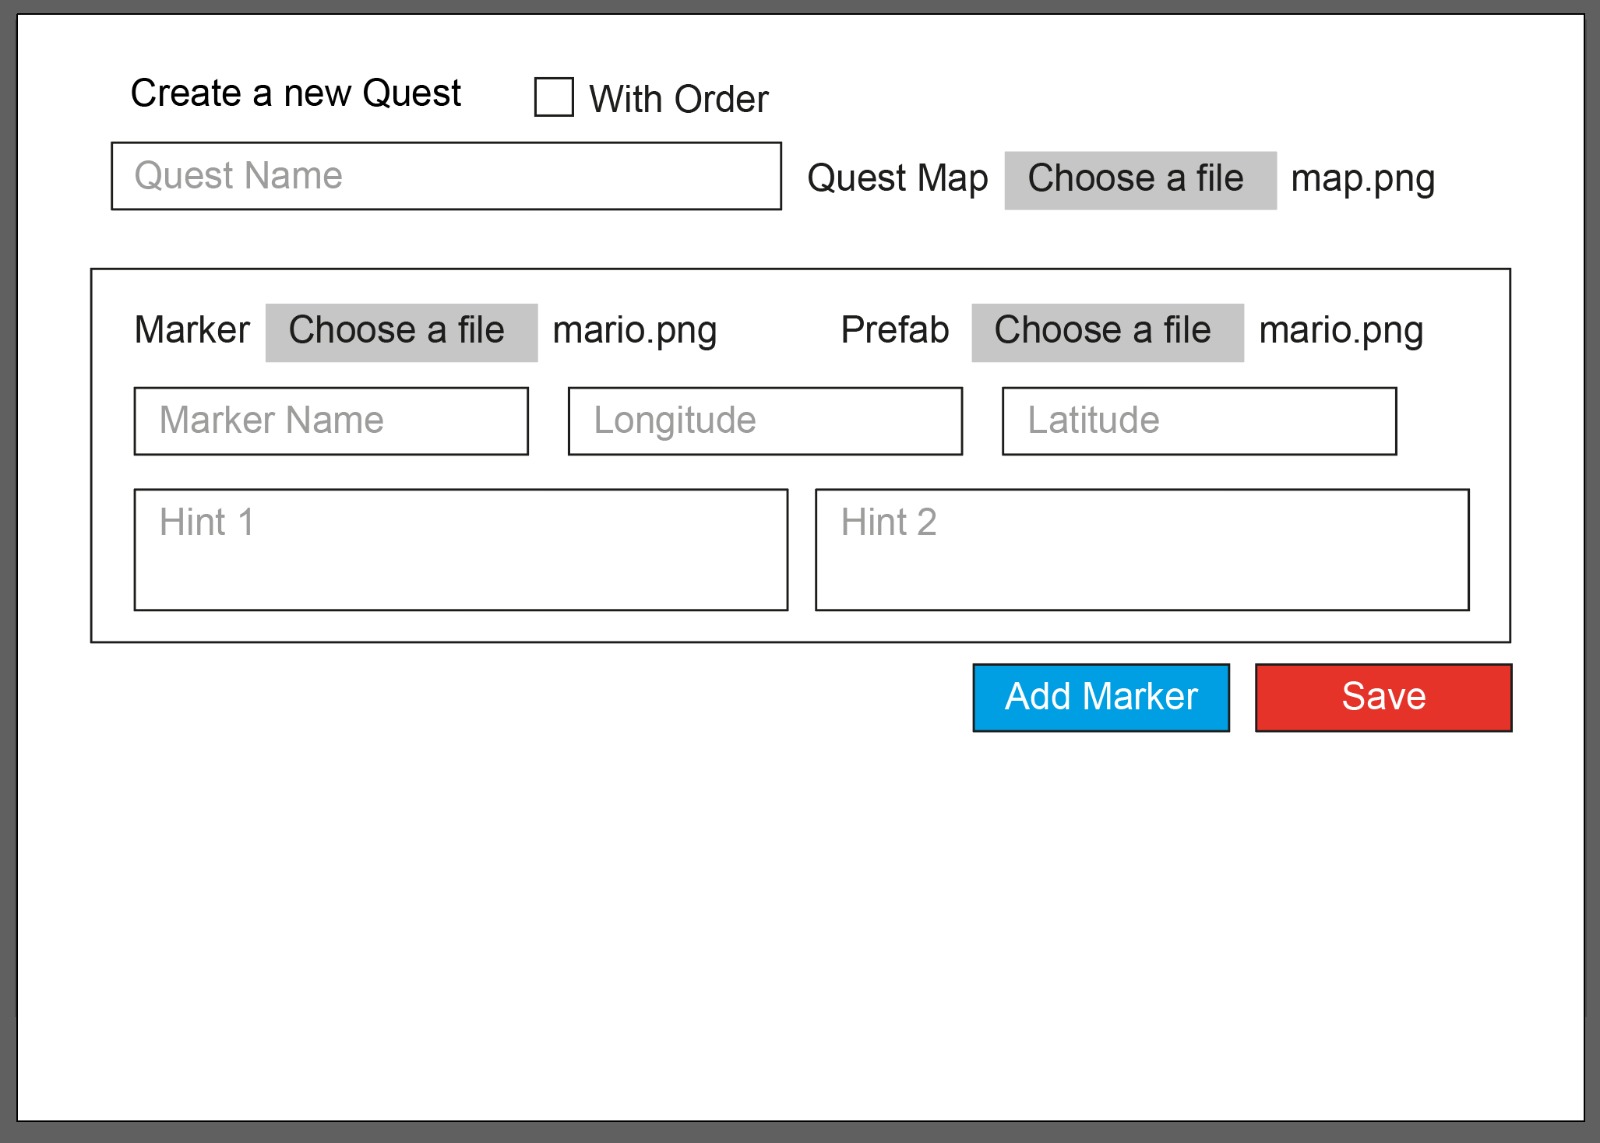 Create a new Quest With Order
Quest Name Quest Map Choose a file map.png
Marker Choose a file mario.png Prefab Choose a file mario.png
Marker Name Longitude Latitude
Hint 1 Hint 2
Add Marker Save